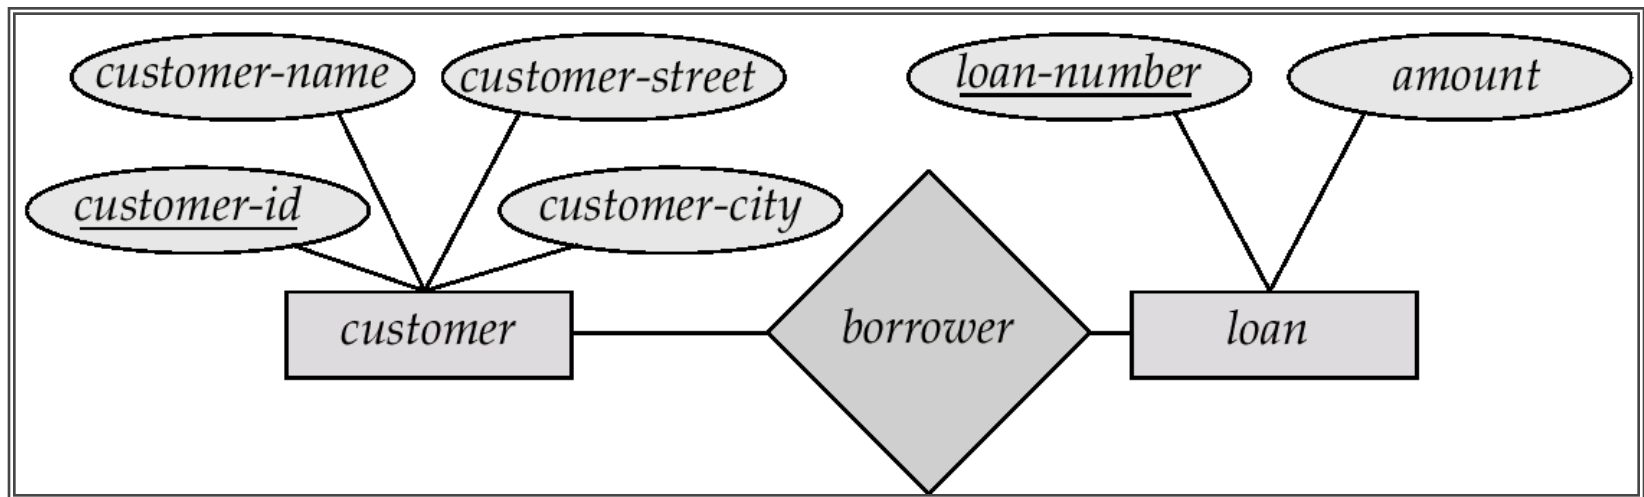 customer-name
customer-street
loan-number
amount
customer-id
customer-city
customer
borrower
loan